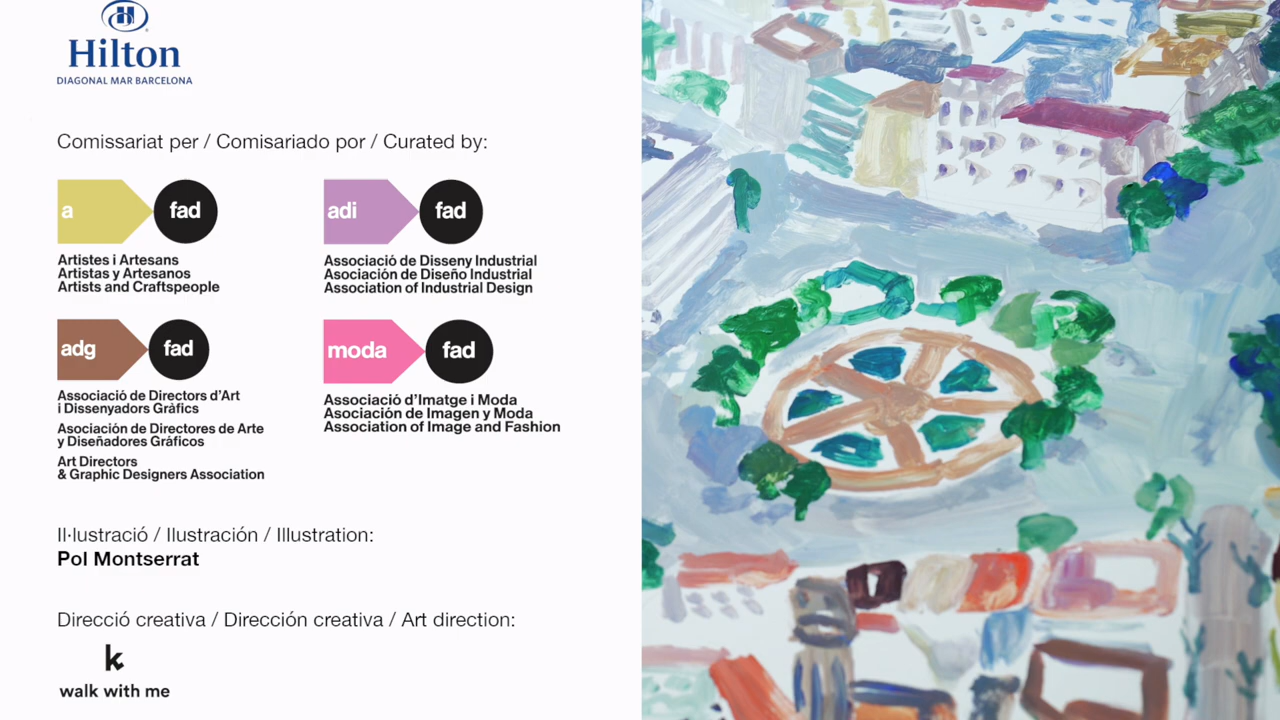 Hilton
DIAGONAL MAR BARCELONA
Comissariat per / Comisariado por / Curated by:
a fad
Artistes i Artesans
Artistas y Artesanos
Artists and Craftspeople
adi fad
Associació de Disseny Industrial
Asociación de Diseño Industrial
Association of Industrial Design
adg fad
Associació de Directors d’Art
i Dissenyadors Gràfics
Asociación de Directores de Arte
y Diseñadores Gráficos
Art Directors
& Graphic Designers Association
moda fad
Associació d’Imatge i Moda
Asociación de Imagen y Moda
Association of Image and Fashion
Il·lustració / Ilustración / Illustration:
Pol Montserrat
Direcció creativa / Dirección creativa / Art direction:
k
walk with me